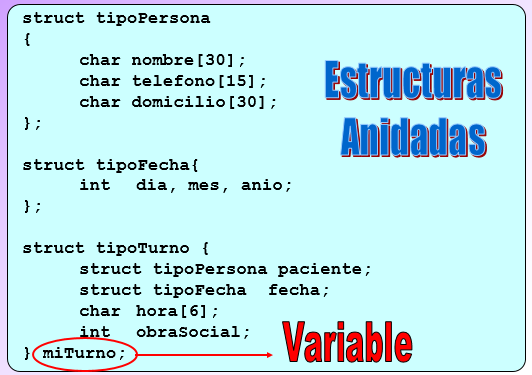 struct tipoPersona
{
char nombre[30];
char telefono[15];
char domicilio[30];
};
Estructuras
Anidadas
struct tipoFecha{
int dia, mes, anio;
};
struct tipoTurno {
struct tipoPersona paciente;
struct tipoFecha fecha;
char hora[6];
int obraSocial;
} miTurno;
Variable